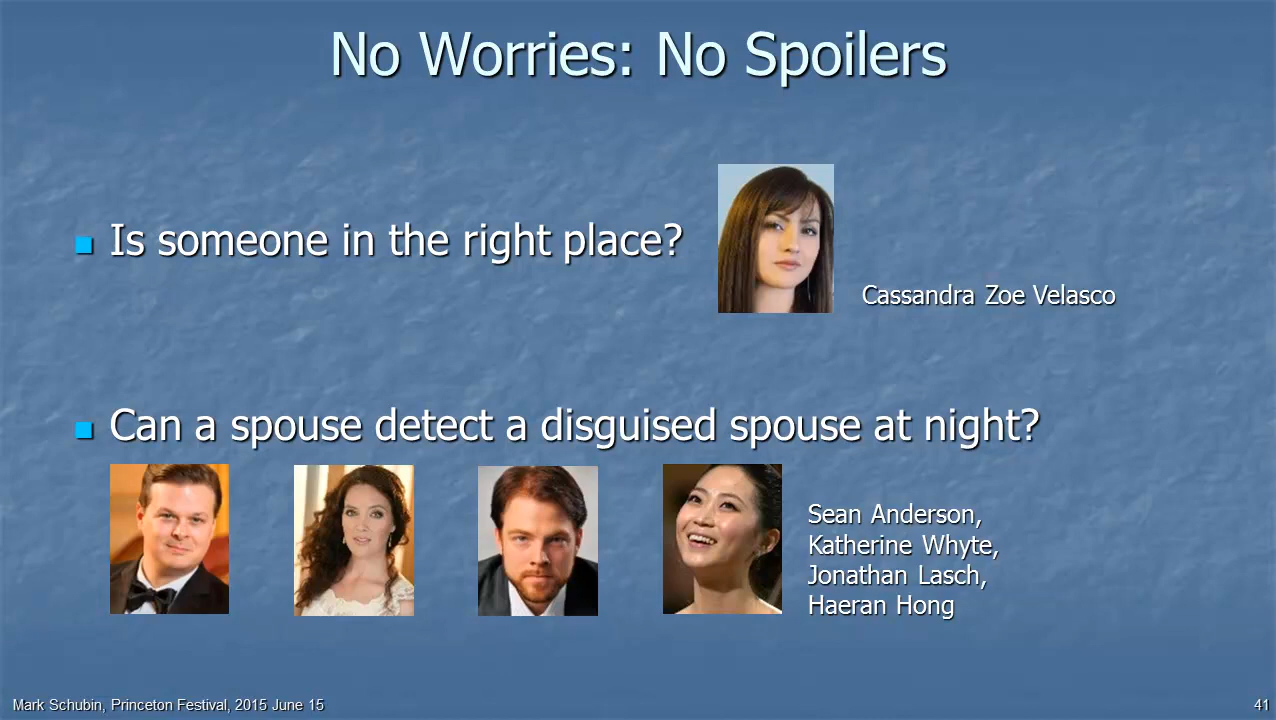 No Worries: No Spoilers
Is someone in the right place?
Cassandra Zoe Velasco
Can a spouse detect a disguised spouse at night?
Sean Anderson,
Katherine Whyte,
Jonathan Lasch,
Haeran Hong
Mark Schubin, Princeton Festival, 2015 June 15
41